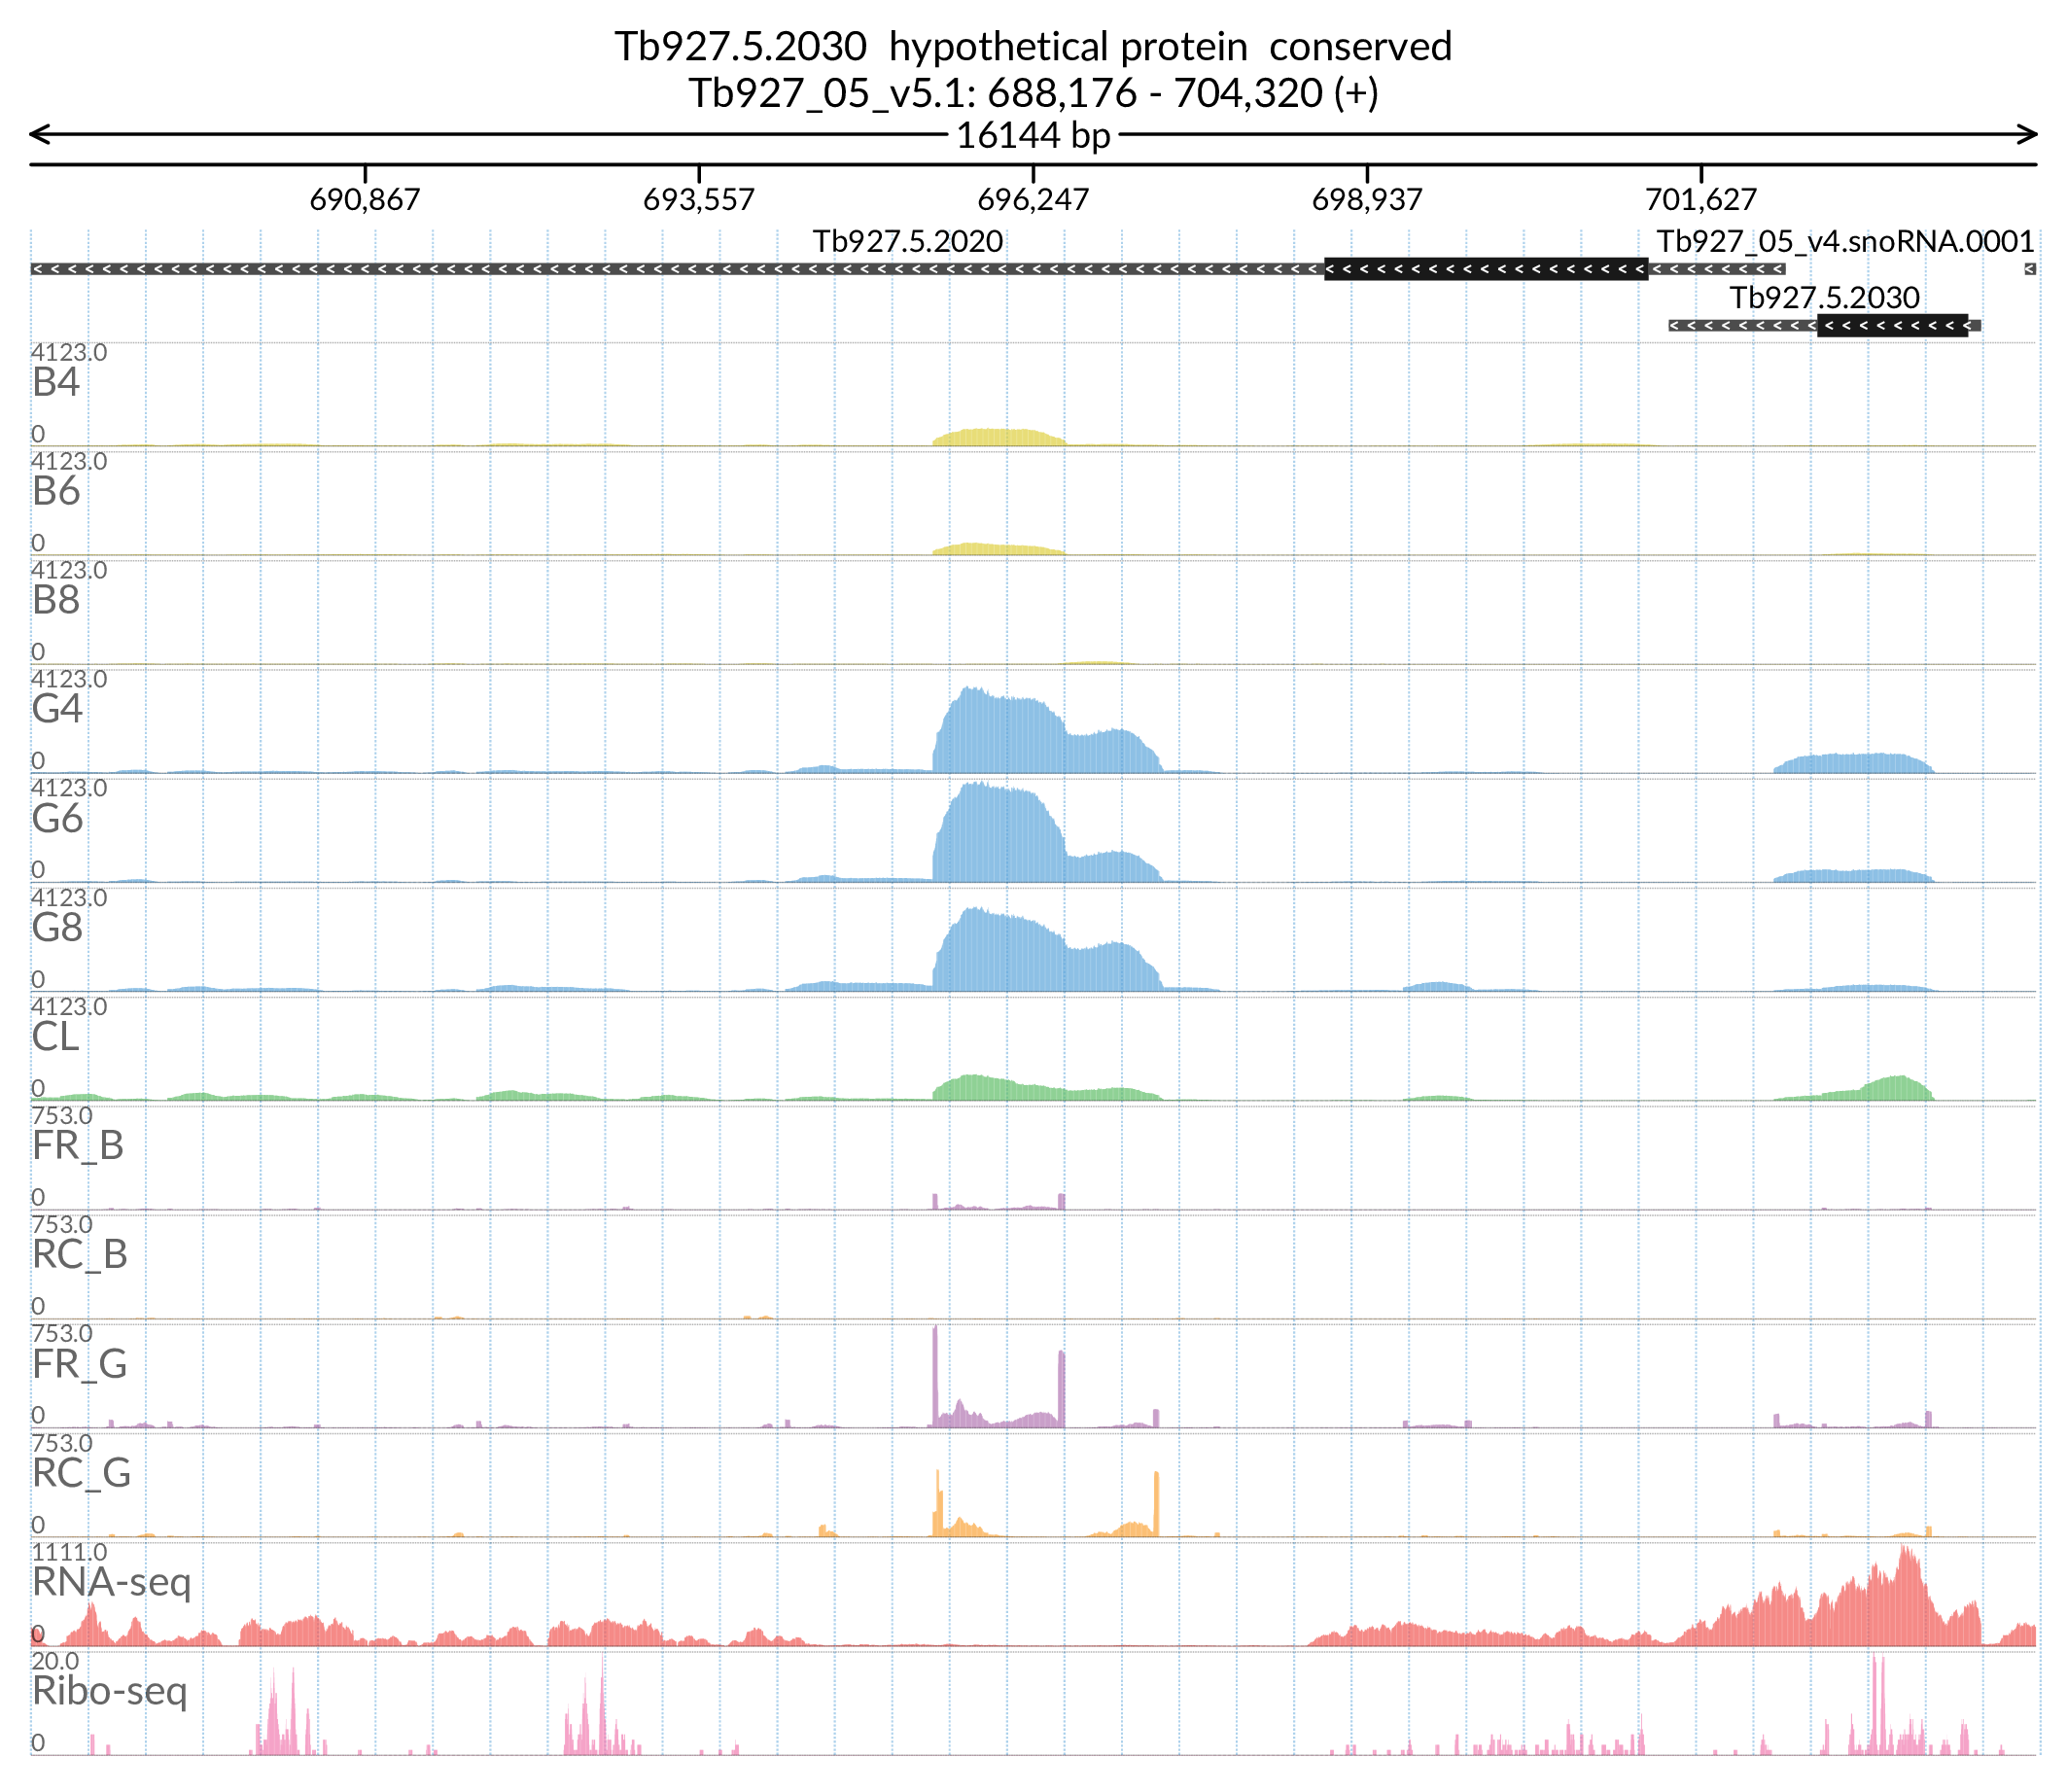 Tb927.5.2030 hypothetical protein conserved
Tb927_05_v5.1: 688,176 - 704,320 (+)
16144 bp
690,867 693,557 696,247 698,937 701,627
Tb927.5.2020 Tb927_05_v4.snoRNA.0001
Tb927.5.2030
4123.0
B4
0
4123.0
B6
0
4123.0
B8
0
4123.0
G4
0
4123.0
G6
0
4123.0
G8
0
4123.0
CL
0
753.0
FR_B
0
753.0
RC_B
0
753.0
FR_G
0
753.0
RC_G
0
1111.0
RNA-seq
0
20.0
Ribo-seq
0